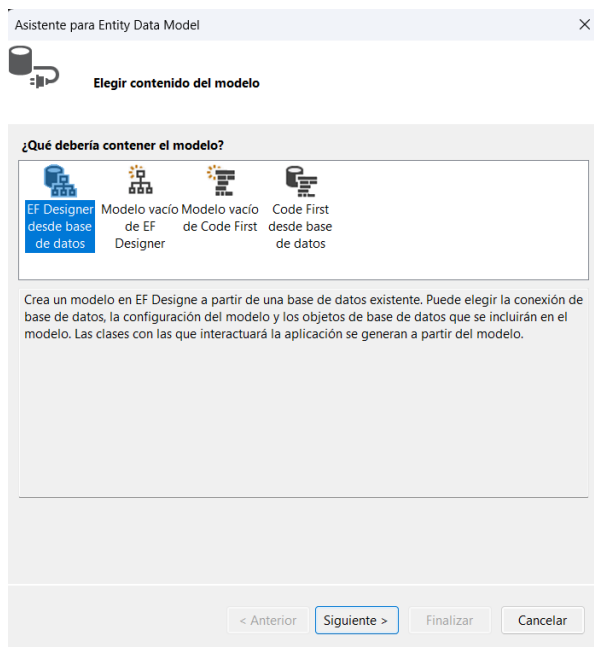 Asistente para Entity Data Model
Elegir contenido del modelo
¿Qué debería contener el modelo?
EF Designer
desde base
de datos
Modelo vacío
de EF
Designer
Modelo vacío
de Code First
Code First
desde base
de datos
Crea un modelo en EF Designe a partir de una base de datos existente. Puede elegir la conexión de
base de datos, la configuración del modelo y los objetos de base de datos que se incluirán en el
modelo. Las clases con las que interactuará la aplicación se generan a partir del modelo.
< Anterior
Siguiente >
Finalizar
Cancelar